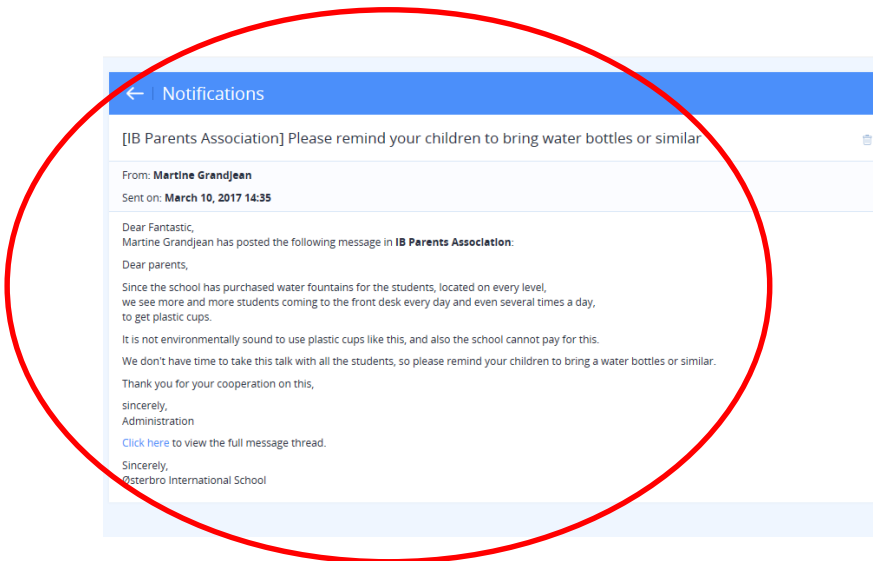 ← | Notifications
[IB Parents Association] Please remind your children to bring water bottles or similar
From: Martine Grandjean
Sent on: March 10, 2017 14:35
Dear Fantastic,
Martine Grandjean has posted the following message in IB Parents Association:
Dear parents,
Since the school has purchased water fountains for the students, located on every level,
we see more and more students coming to the front desk every day and even several times a day,
to get plastic cups.
It is not environmentally sound to use plastic cups like this, and also the school cannot pay for this.
We don't have time to take this talk with all the students, so please remind your children to bring a water bottles or similar.
Thank you for your cooperation on this,
sincerely,
Administration
Click here to view the full message thread.
Sincerely,
Østerbro International School